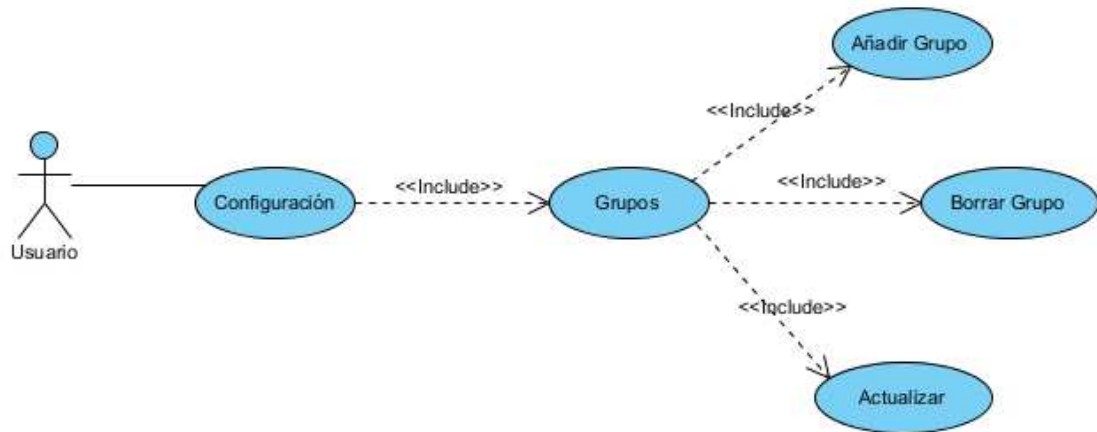 Añadir Grupo
<<Include>>
<<Include>>
<<Include>>
Configuración
Grupos
Borrar Grupo
Usuario
<<Include>>
Actualizar